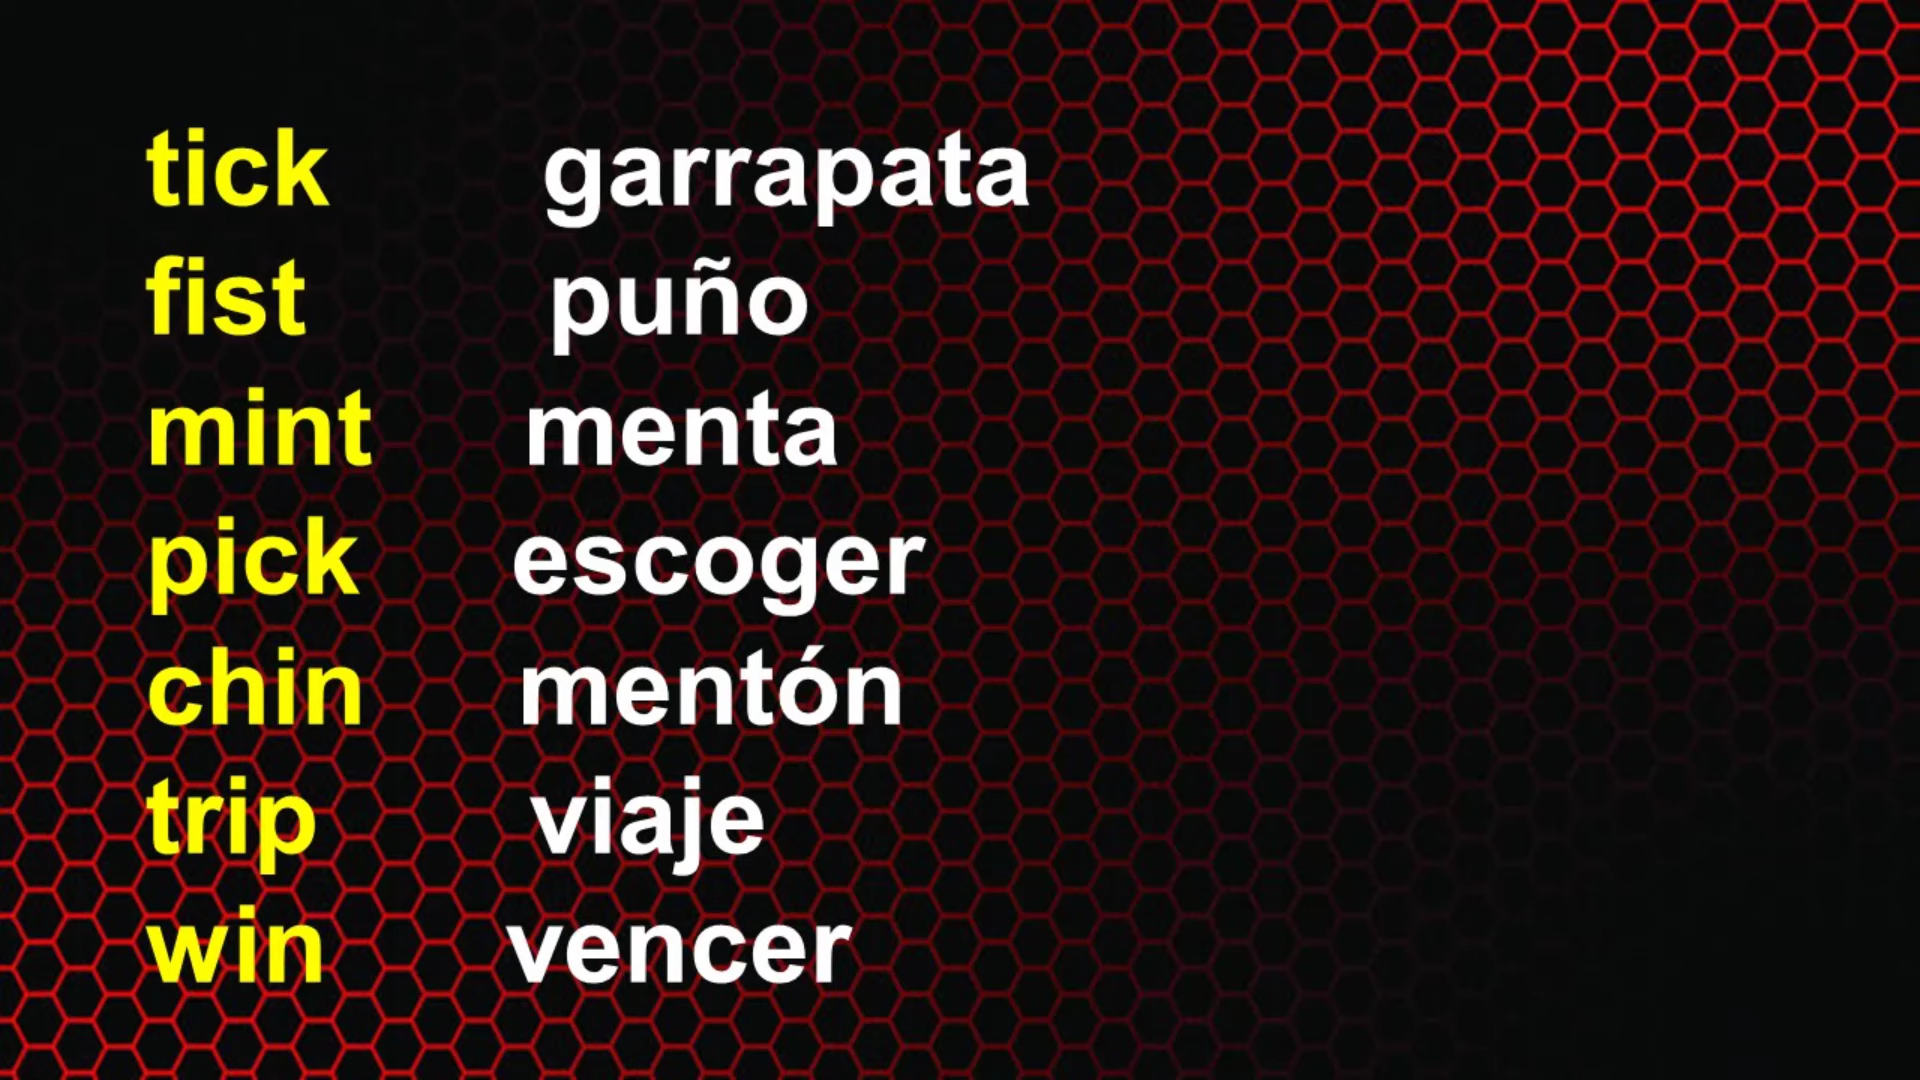 tick garrapata
fist puño
mint menta
pick escoger
chin mentón
trip viaje
win vencer